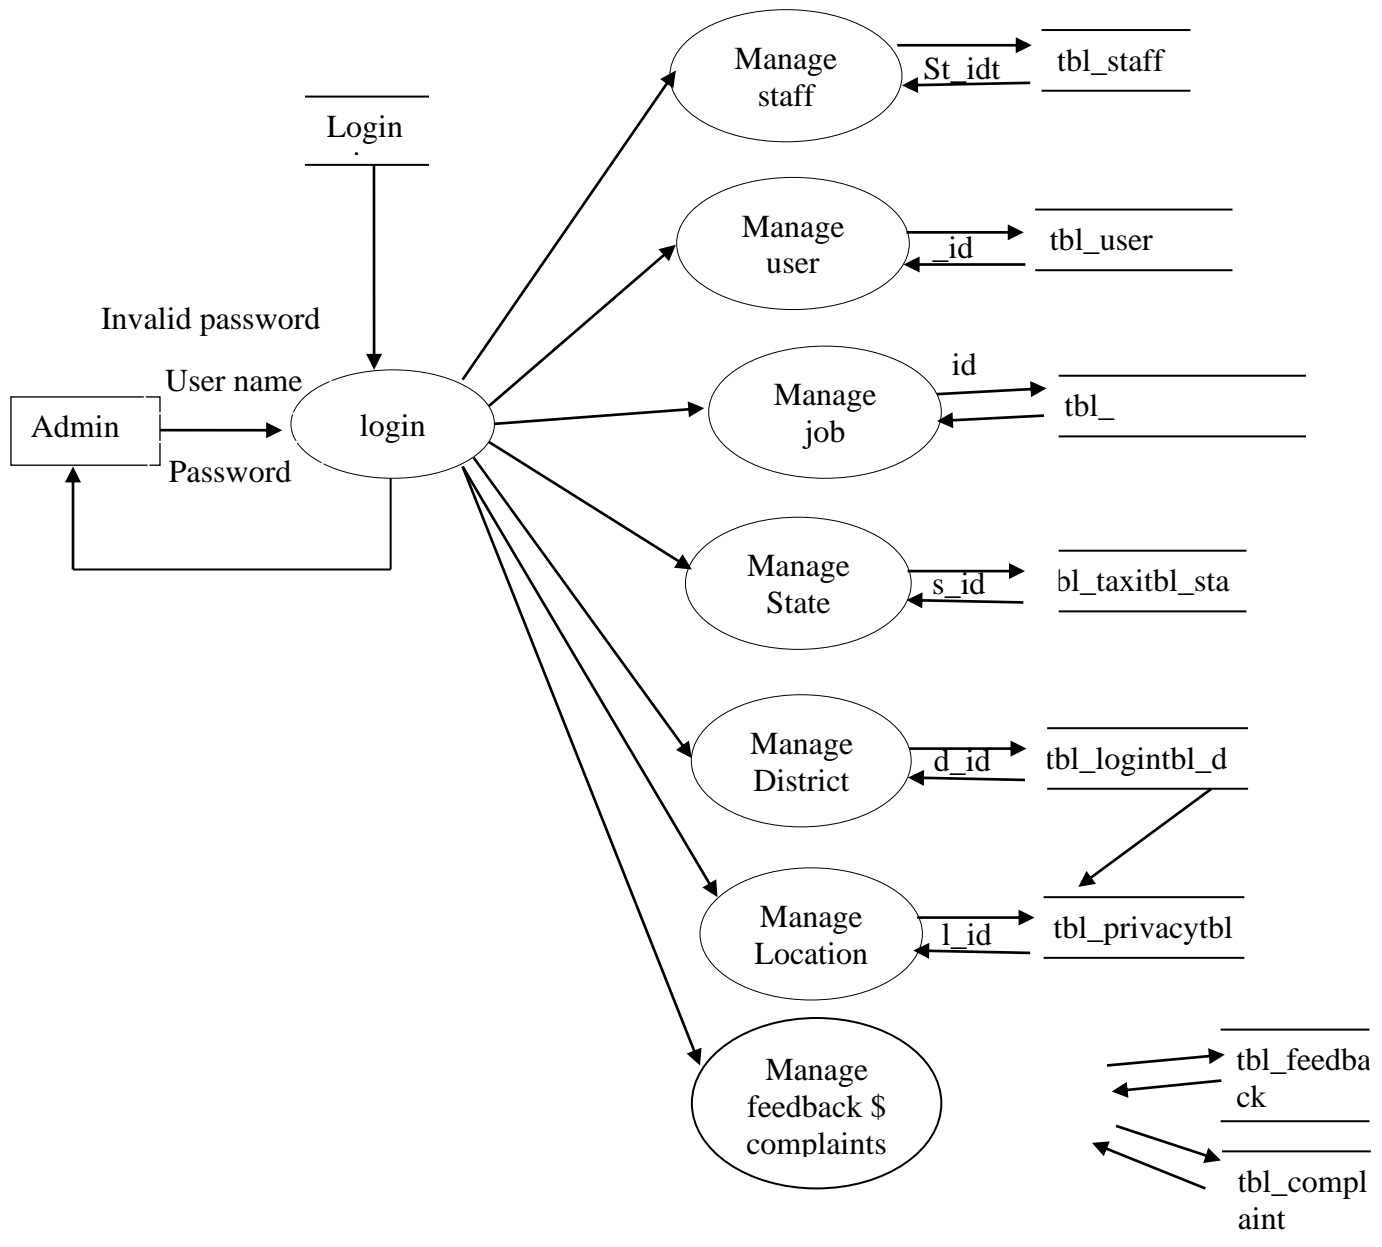 Manage
staff
St_idt
tbl_staff
Login
Manage
user
_id
tbl_user
Invalid password
User name
Admin
login
Password
Manage
job
id
tbl_
Manage
State
s_id
bl_taxitbl_sta
Manage
District
d_id
tbl_logintbl_d
Manage
Location
l_id
tbl_privacytbl
Manage
feedback $
complaints
tbl_feedba
ck
tbl_compl
aint